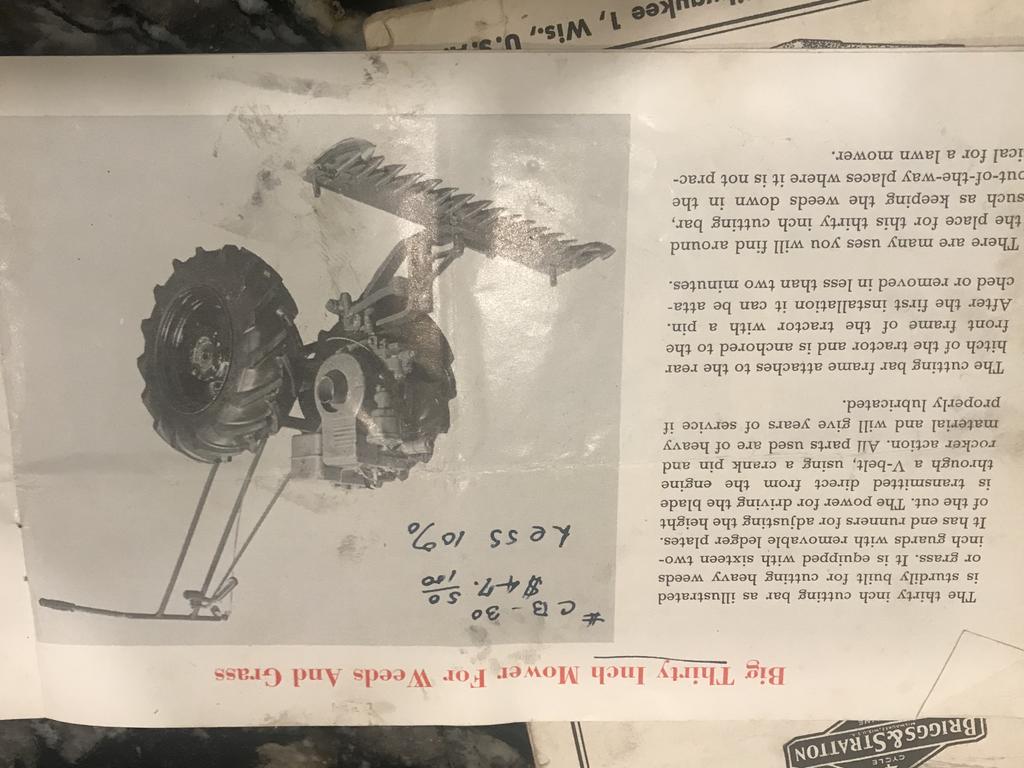 Big Thirty Inch Mower For Weeds And Grass
# CB-30
$47. 50/100
Less 10%
The thirty inch cutting bar as illustrated
is sturdily built for cutting heavy weeds
or grass. It is equipped with sixteen two-
inch guards with removable ledger plates.
It has end runners for adjusting the height
of the cut. The power for driving the blade
is transmitted direct from the engine
through a V-belt, using a crank pin and
rocker action. All parts used are of heavy
material and will give years of service if
properly lubricated.
The cutting bar frame attaches to the rear
hitch of the tractor and is anchored to the
front frame of the tractor with a pin.
After the first installation it can be atta-
ched or removed in less than two minutes.
There are many uses you will find around
the place for this thirty inch cutting bar,
such as keeping the weeds down in the
out-of-the-way places where it is not prac-
ical for a lawn mower.
BRIGGS&STRATTON
CYCLE
1, Wis., U.S.